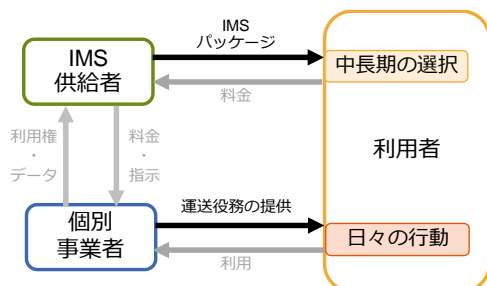 IMS
パッケージ
IMS
供給者
中長期の選択
料金
利用権
・
データ
料金
・
指示
利用者
個別
事業者
運送役務の提供
日々の行動
利用